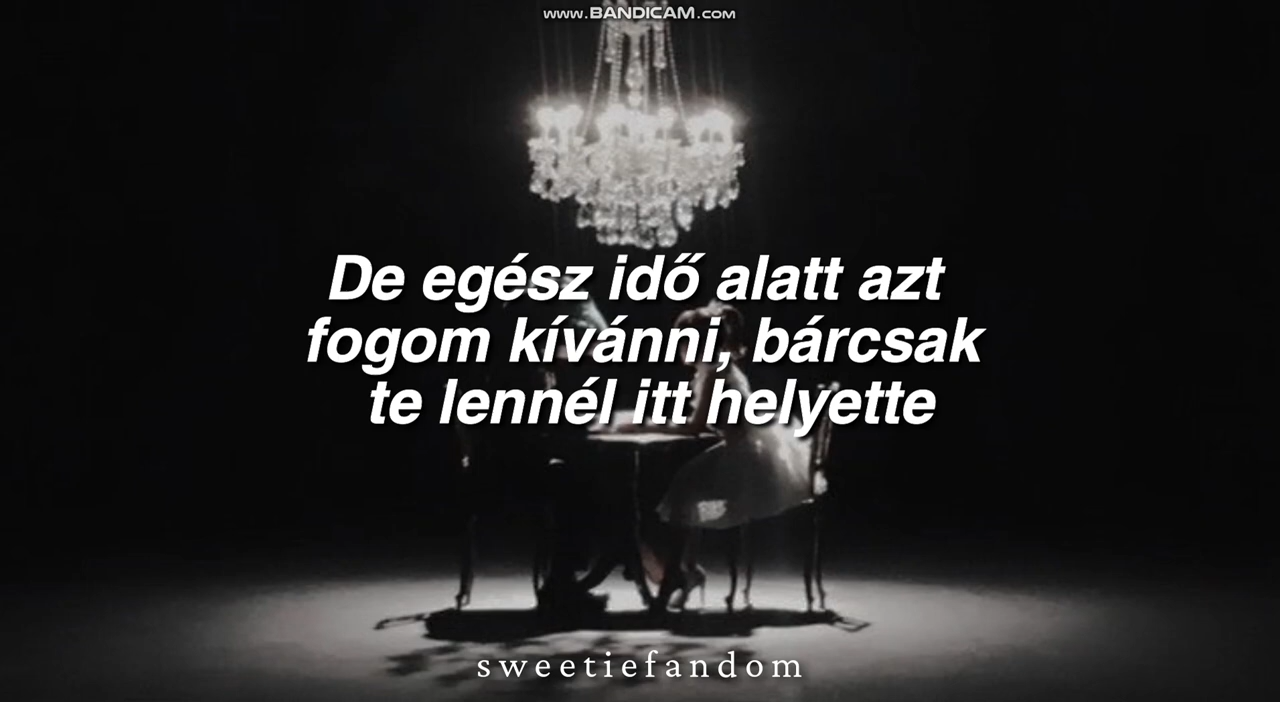 www.BANDICAM.com
De egész idő alatt azt
fogom kívánni, bárcsak
te lennél itt helyette
sweetiefandom